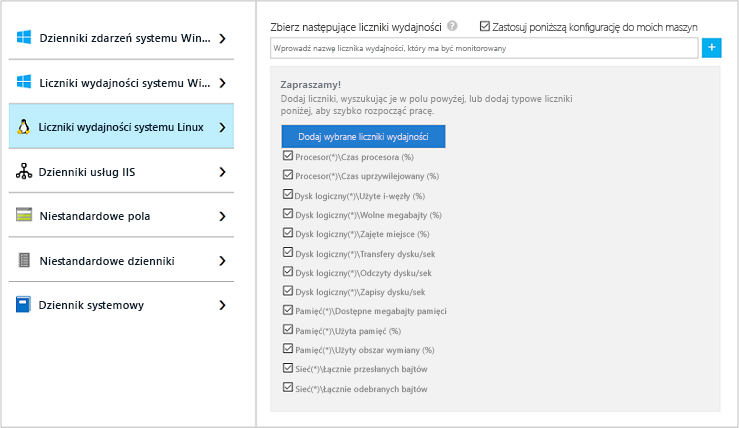 Dzienniki zdarzeń systemu Win...
Liczniki wydajności systemu Wi...
Liczniki wydajności systemu Linux
Dzienniki usług IIS
Niestandardowe pola
Niestandardowe dzienniki
Dziennik systemowy
Zbierz następujące liczniki wydajności ? Zastosuj poniższą konfigurację do moich maszyn
Wprowadź nazwę licznika wydajności, który ma być monitorowany +
Zapraszamy!
Dodaj liczniki, wyszukując je w polu powyżej, lub dodaj typowe liczniki
poniżej, aby szybko rozpocząć pracę.
Dodaj wybrane liczniki wydajności
Procesor(*)\Czas procesora (%)
Procesor(*)\Czas uprzywilejowany (%)
Dysk logiczny(*)\Użyte i-węzły (%)
Dysk logiczny(*)\Wolne megabajty (%)
Dysk logiczny(*)\Zajęte miejsce (%)
Dysk logiczny(*)\Transfery dysku/sek
Dysk logiczny(*)\Odczyty dysku/sek
Dysk logiczny(*)\Zapisy dysku/sek
Pamięć(*)\Dostępne megabajty pamięci
Pamięć(*)\Użyta pamięć (%)
Pamięć(*)\Użyty obszar wymiany (%)
Sieć(*)\Łącznie przesłanych bajtów
Sieć(*)\Łącznie odebranych bajtów